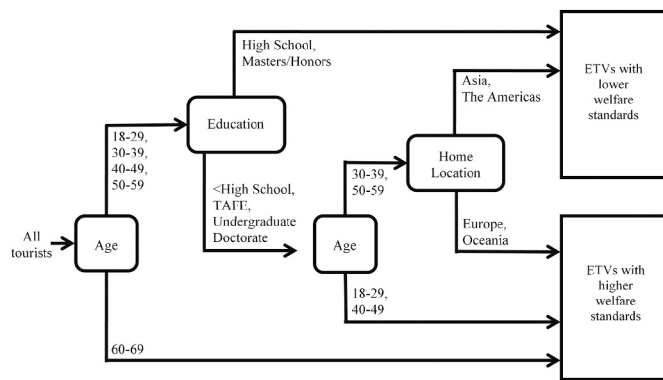 High School,
Masters/Honors
Asia,
The Americas
ETVs with
lower
welfare
standards
Education
18-29,
30-39,
40-49,
50-59
30-39,
50-59
Home
Location
<High School,
TAFE,
Undergraduate
Doctorate
All
tourists
Age
Age
Europe,
Oceania
ETVs with
higher
welfare
standards
18-29,
40-49
60-69